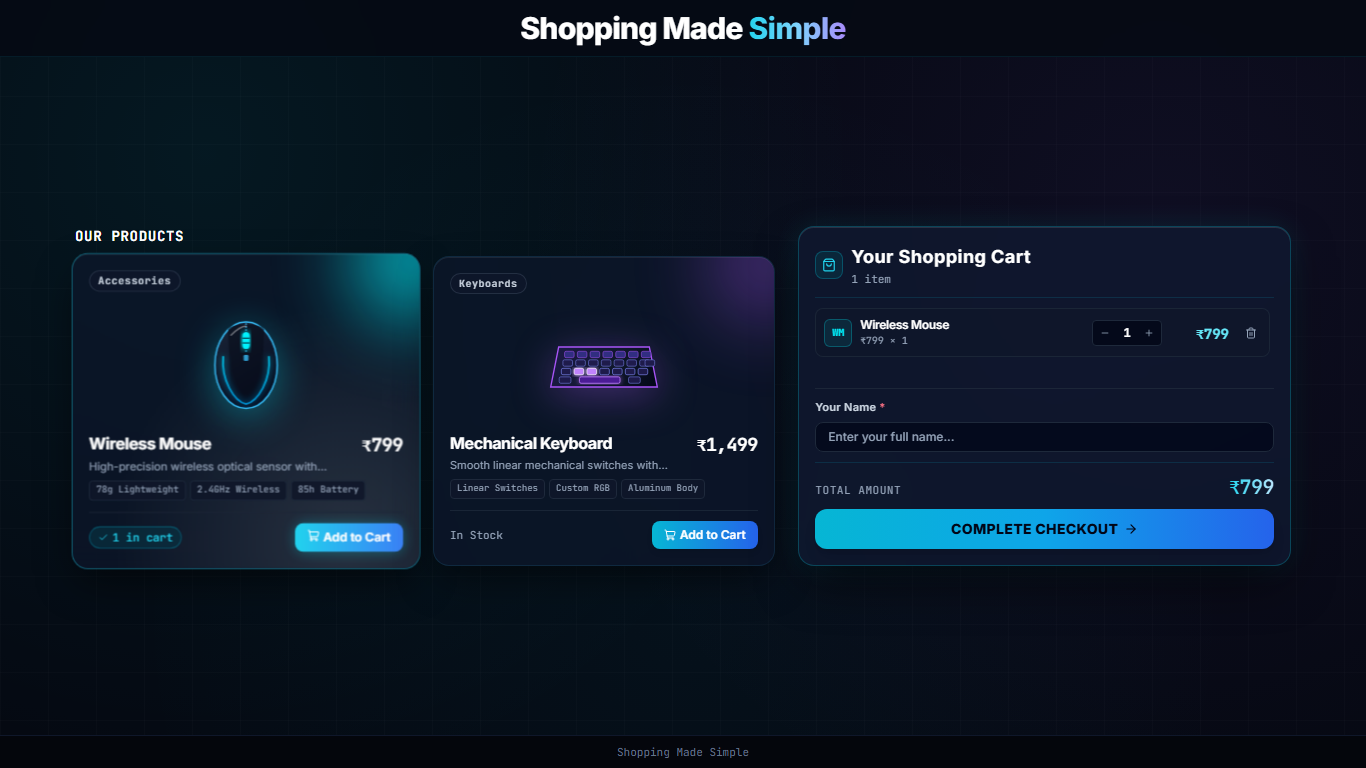 Shopping Made Simple
OUR PRODUCTS
Accessories
Wireless Mouse
₹799
High-precision wireless optical sensor with...
78g Lightweight
2.4GHz Wireless
85h Battery
1 in cart
Add to Cart
Keyboards
Mechanical Keyboard
₹1,499
Smooth linear mechanical switches with...
Linear Switches
Custom RGB
Aluminum Body
In Stock
Add to Cart
Your Shopping Cart
1 item
WM
Wireless Mouse
₹799 × 1
− 1 +
₹799
Your Name *
Enter your full name...
TOTAL AMOUNT
₹799
COMPLETE CHECKOUT →
Shopping Made Simple